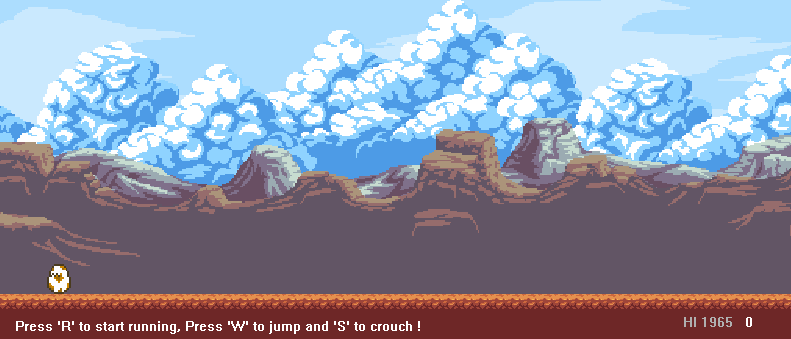 Press 'R' to start running, Press 'W' to jump and 'S' to crouch !
HI 1965 0